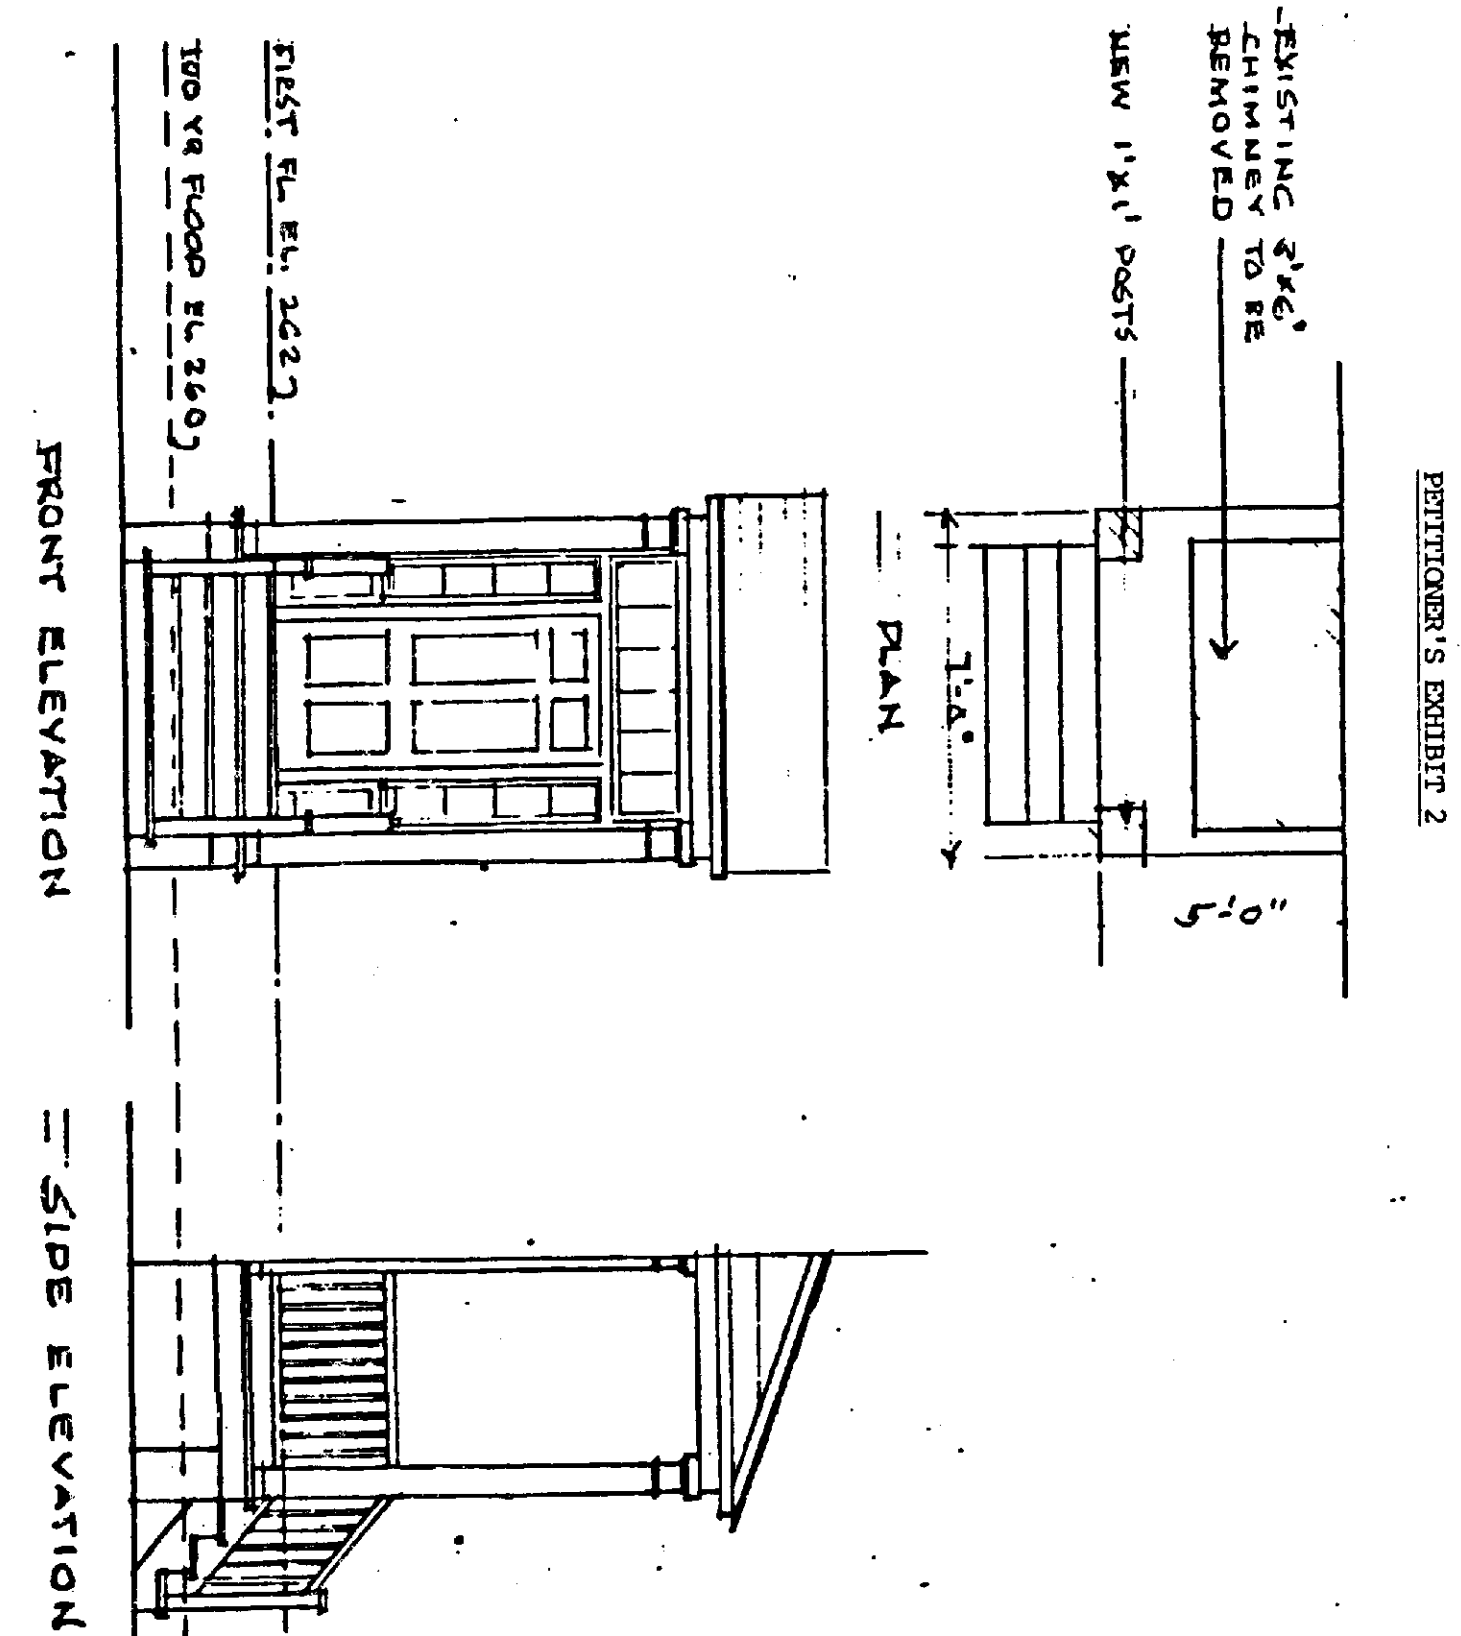 PETITIONER'S EXHIBIT 2
EXISTING 3'X6'
CHIMNEY TO BE
REMOVED
NEW 1'X1' POSTS
5'-0"
7'-0"
PLAN
FIRST FL EL. 262)
100 YR FLOOD EL 260)
FRONT ELEVATION
SIDE ELEVATION